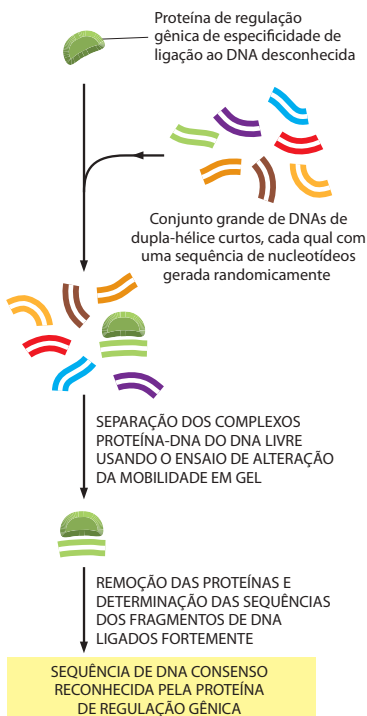 Proteína de regulação
gênica de especificidade de
ligação ao DNA desconhecida
Conjunto grande de DNAs de
dupla-hélice curtos, cada qual com
uma sequência de nucleotídeos
gerada randomicamente
SEPARAÇÃO DOS COMPLEXOS
PROTEÍNA-DNA DO DNA LIVRE
USANDO O ENSAIO DE ALTERAÇÃO
DA MOBILIDADE EM GEL
REMOÇÃO DAS PROTEÍNAS E
DETERMINAÇÃO DAS SEQUÊNCIAS
DOS FRAGMENTOS DE DNA
LIGADOS FORTEMENTE
SEQUÊNCIA DE DNA CONSENSO
RECONHECIDA PELA PROTEÍNA
DE REGULAÇÃO GÊNICA